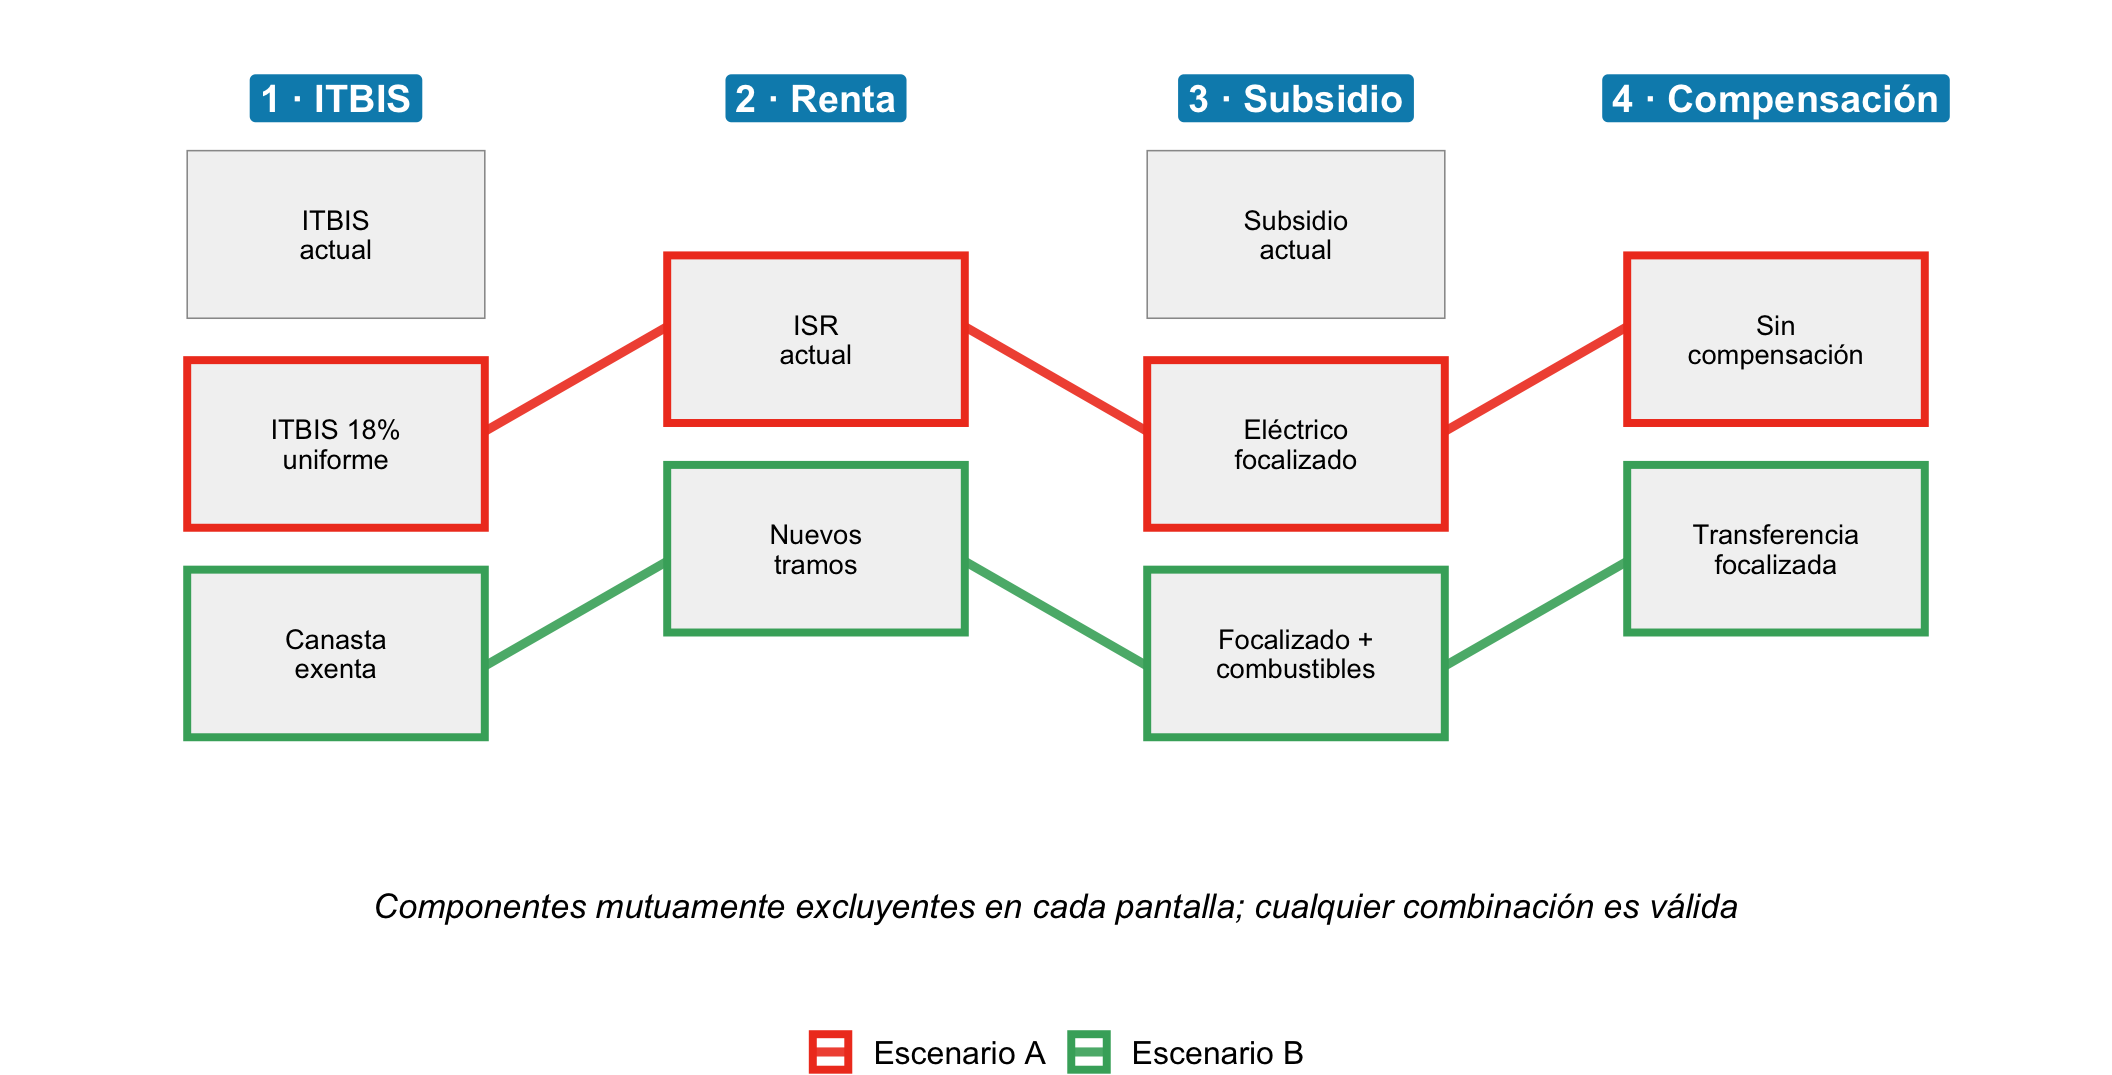 1 · ITBIS
2 · Renta
3 · Subsidio
4 · Compensación
ITBIS
actual
ITBIS 18%
uniforme
Canasta
exenta
ISR
actual
Nuevos
tramos
Subsidio
actual
Eléctrico
focalizado
Focalizado +
combustibles
Sin
compensación
Transferencia
focalizada
Componentes mutuamente excluyentes en cada pantalla; cualquier combinación es válida
Escenario A
Escenario B